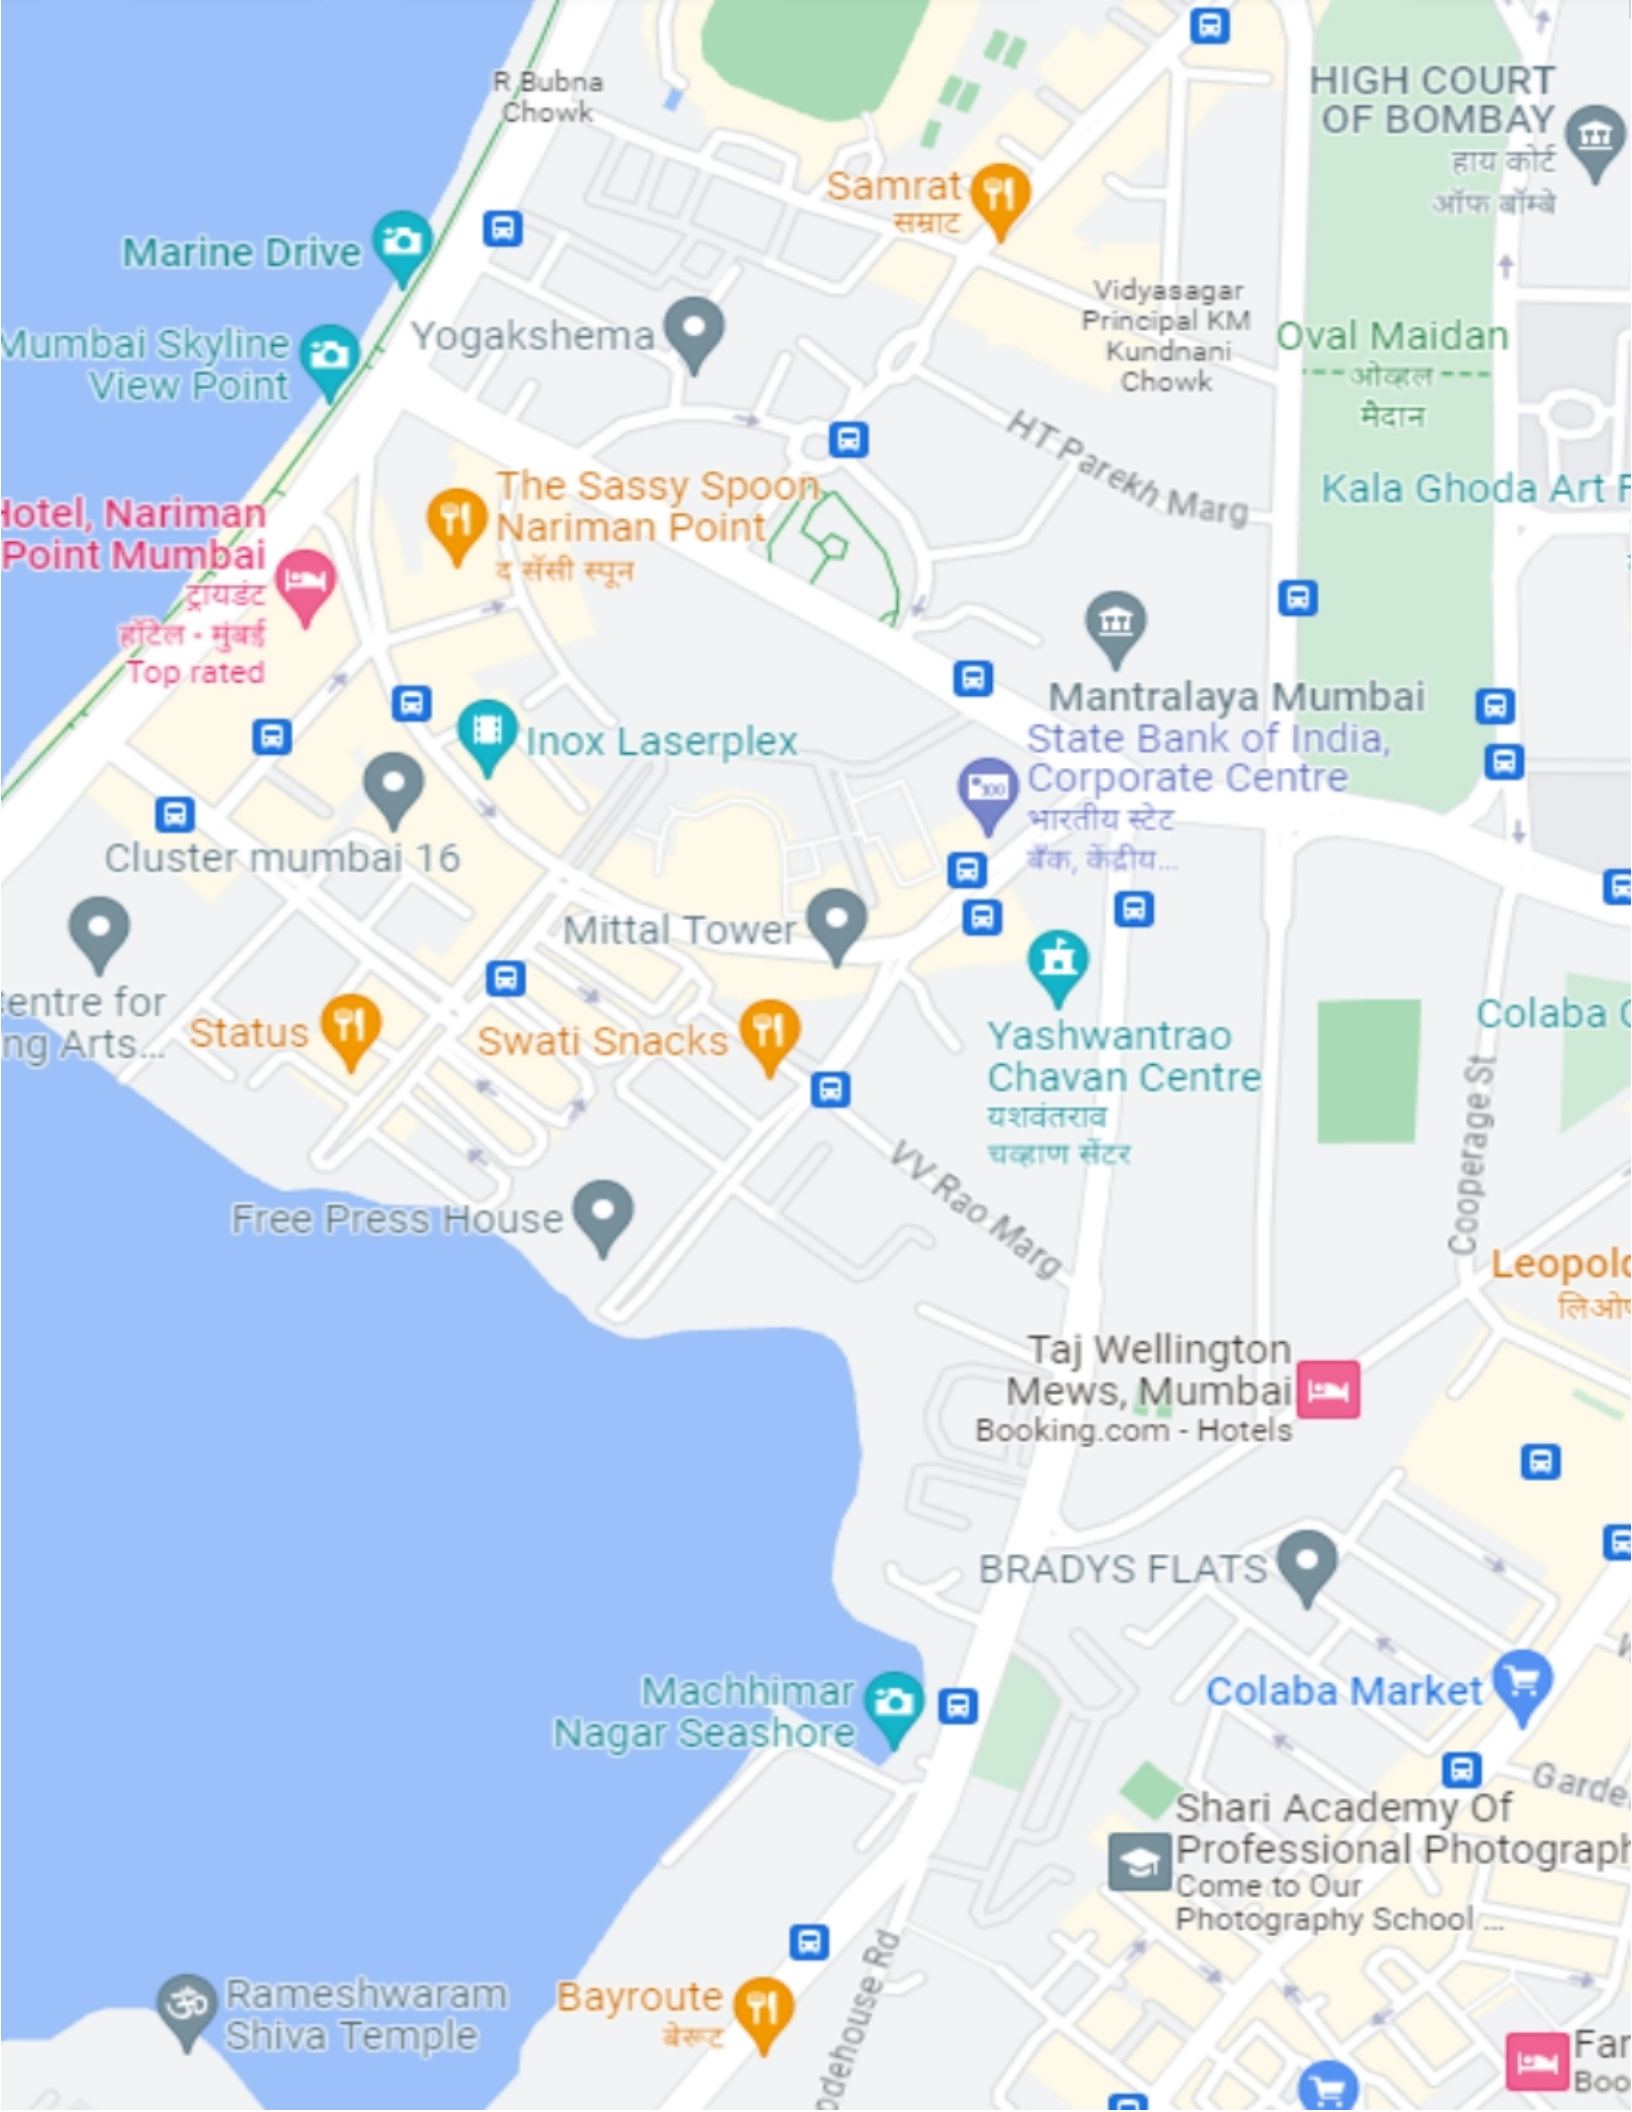 R Bubna
Chowk
HIGH COURT
OF BOMBAY
हाय कोर्ट
ऑफ बॉम्बे
Samrat
सम्राट
Marine Drive
Vidyasagar
Principal KM
Kundnani
Chowk
Yogakshema
Mumbai Skyline
View Point
Oval Maidan
ओव्हल
मैदान
HT Parekh Marg
Kala Ghoda Art
The Sassy Spoon
Nariman Point
द सॅसी स्पून
Hotel, Nariman
Point Mumbai
ट्रायडंट
हॉटेल - मुंबई
Top rated
Mantralaya Mumbai
State Bank of India,
Corporate Centre
भारतीय स्टेट
बँक, केंद्रीय...
Inox Laserplex
Cluster mumbai 16
Mittal Tower
entre for
ng Arts...
Status
Swati Snacks
Yashwantrao
Chavan Centre
यशवंतराव
चव्हाण सेंटर
Colaba
Cooperage St
VV Rao Marg
Free Press House
Leopold
लिओप
Taj Wellington
Mews, Mumbai
Booking.com - Hotels
BRADYS FLATS
Machhimar
Nagar Seashore
Colaba Market
Garde
Shari Academy Of
Professional Photograph
Come to Our
Photography School ...
Rameshwaram
Shiva Temple
Bayroute
बेरूट
odehouse Rd
Far
Boo